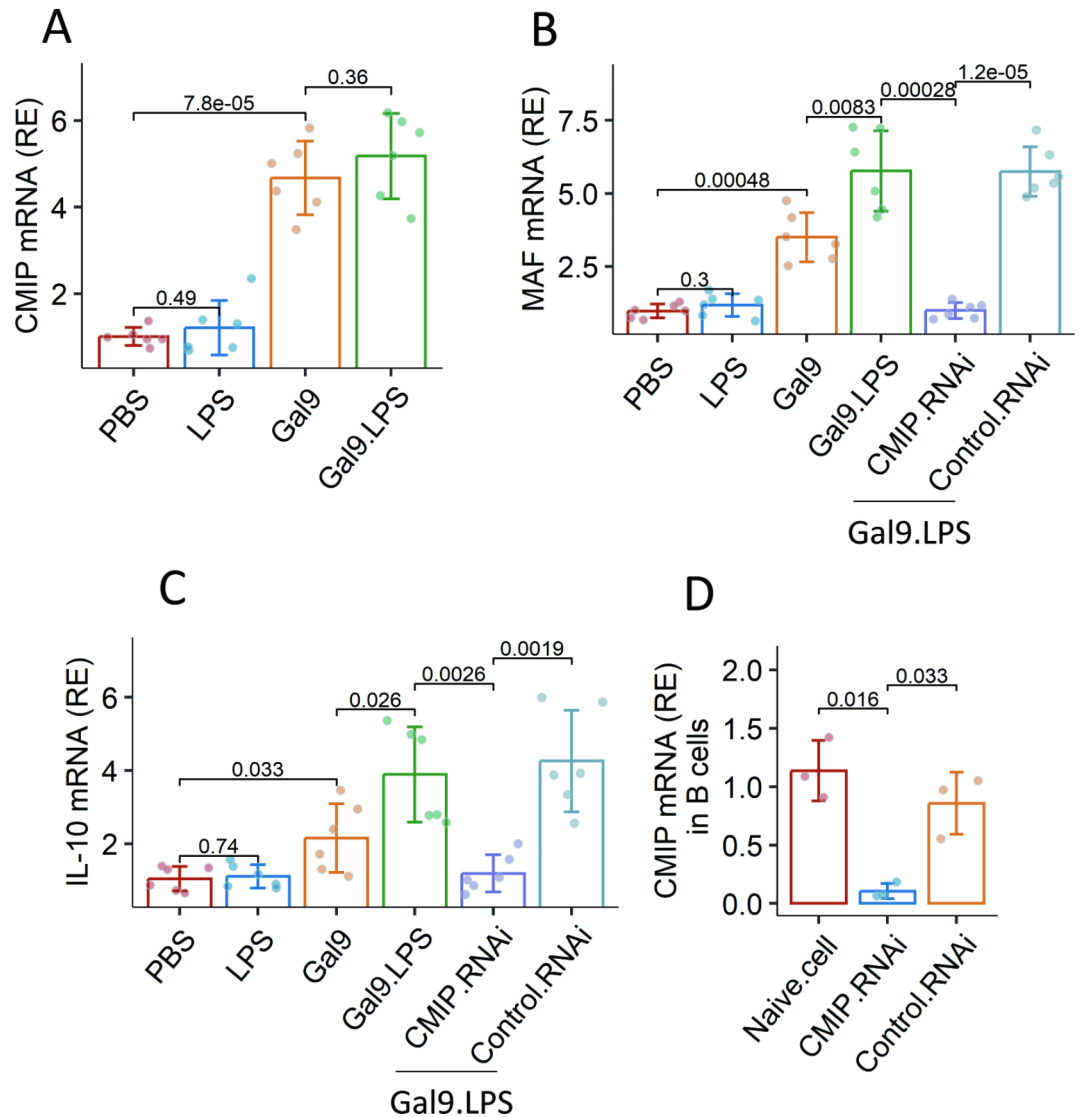 A
CMIP mRNA (RE)
6
4
2
7.8e-05
0.36
0.49
PBS
LPS
Gal9
Gal9.LPS
B
MAF mRNA (RE)
7.5
5.0
2.5
1.2e-05
0.00028
0.0083
0.00048
0.3
PBS
LPS
Gal9
Gal9.LPS
CMIP.RNAi
Control.RNAi
Gal9.LPS
C
IL-10 mRNA (RE)
6
4
2
0.0019
0.0026
0.026
0.033
0.74
PBS
LPS
Gal9
Gal9.LPS
CMIP.RNAi
Control.RNAi
Gal9.LPS
D
CMIP mRNA (RE)
in B cells
2.0
1.5
1.0
0.5
0.0
0.033
0.016
Naive.cell
CMIP.RNAi
Control.RNAi